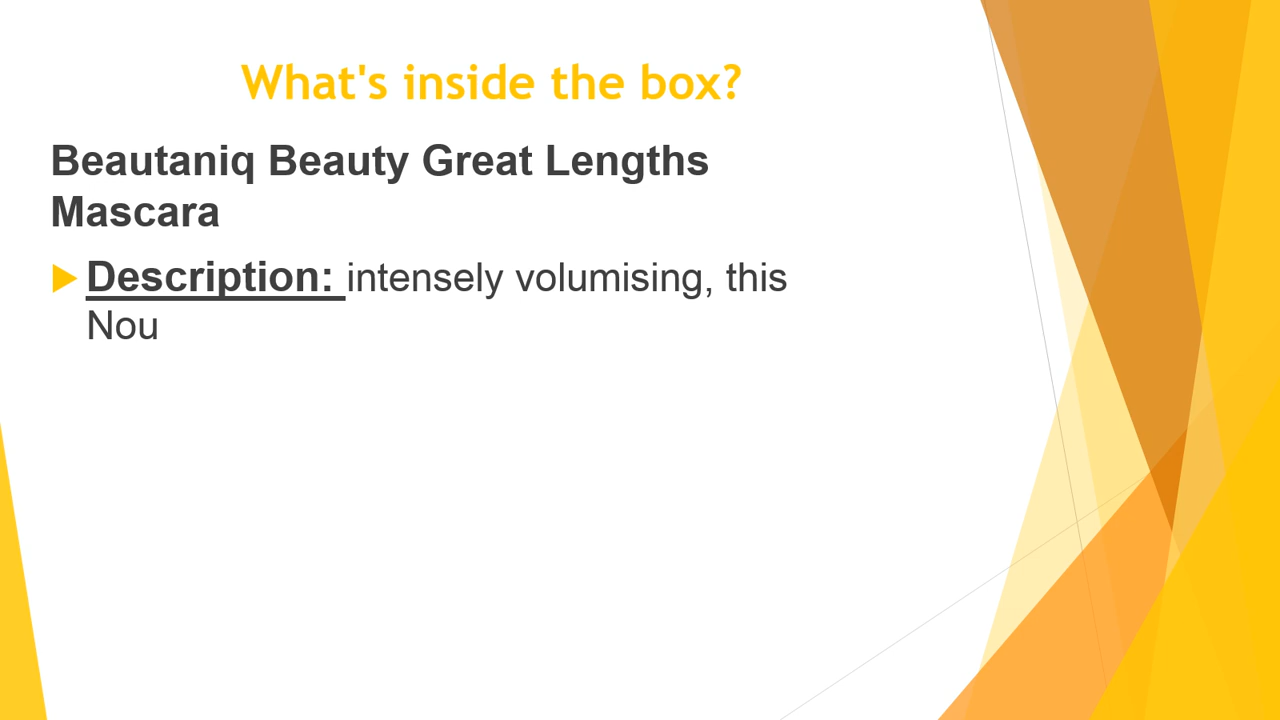 What's inside the box?
Beautaniq Beauty Great Lengths
Mascara
Description: intensely volumising, this
Nou